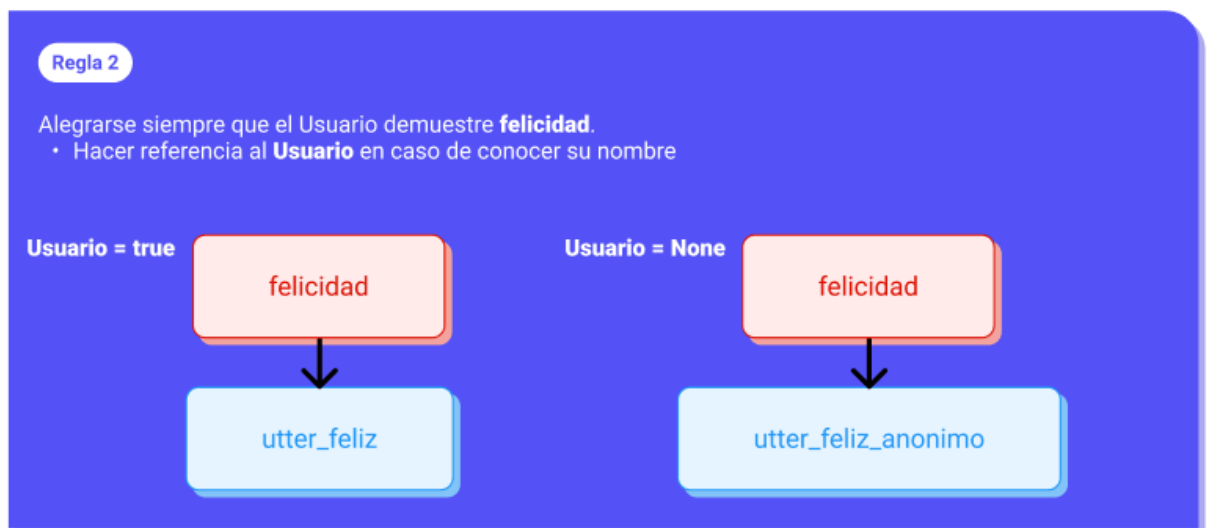 Regla 2
Alegrarse siempre que el Usuario demuestre felicidad.
• Hacer referencia al Usuario en caso de conocer su nombre
Usuario = true
felicidad
utter_feliz
Usuario = None
felicidad
utter_feliz_anonimo